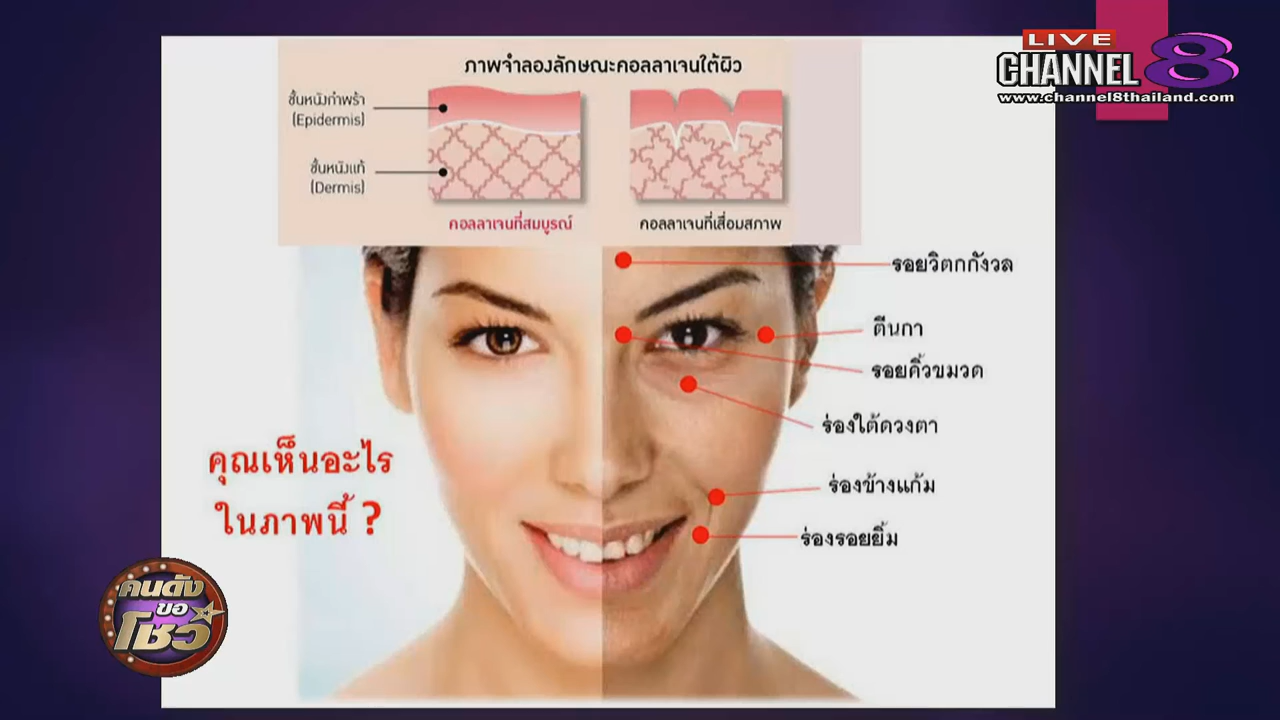 LIVE
CHANNEL 8
www.channel8thailand.com
ภาพจำลองลักษณะคอลลาเจนใต้ผิว
ชั้นหนังกำพร้า
(Epidermis)
ชั้นหนังแท้
(Dermis)
คอลลาเจนที่สมบูรณ์
คอลลาเจนที่เสื่อมสภาพ
รอยวิตกกังวล
ตีนกา
รอยคิ้วขมวด
ร่องใต้ดวงตา
ร่องข้างแก้ม
ร่องรอยยิ้ม
คุณเห็นอะไร
ในภาพนี้ ?
คนดัง
ขอ
โชว์